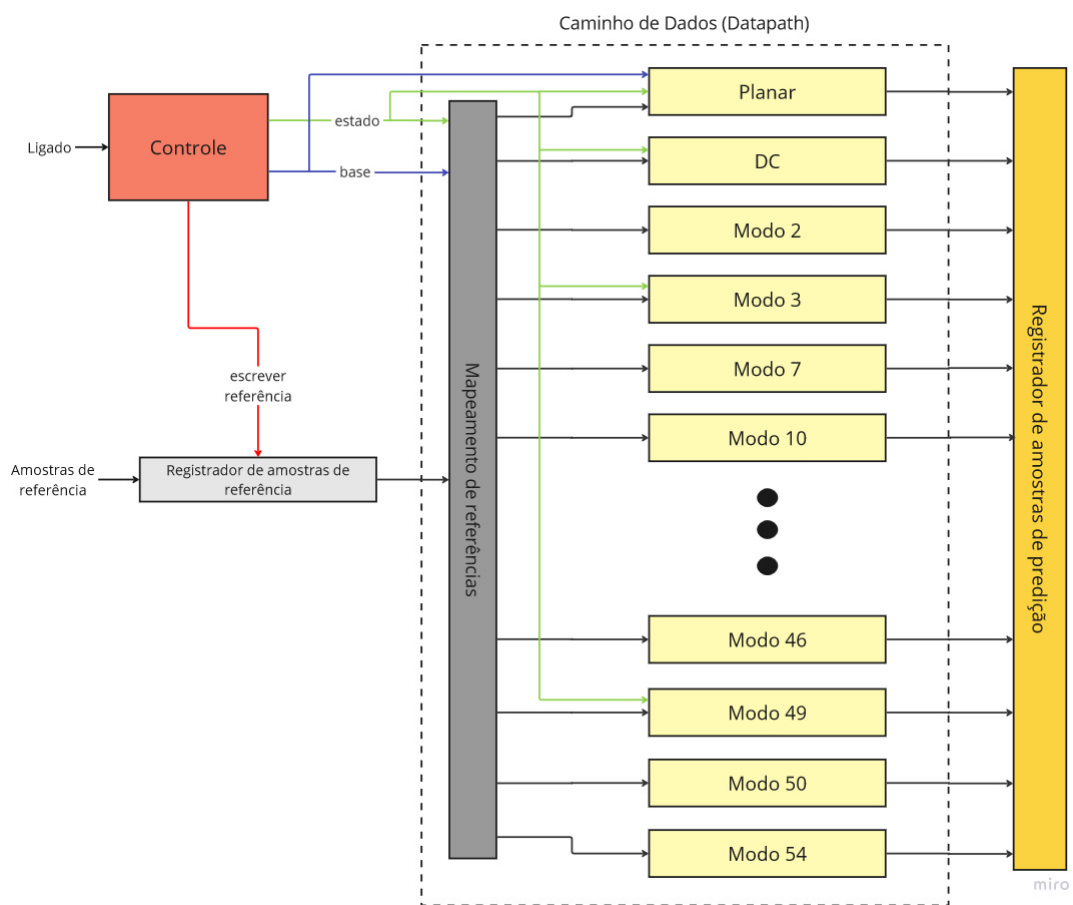 Caminho de Dados (Datapath)
Ligado
Controle
estado
base
Planar
DC
Modo 2
Modo 3
Modo 7
Modo 10
Modo 46
Modo 49
Modo 50
Modo 54
escrever
referência
Amostras de
referência
Registrador de amostras de
referência
Mapeamento de referências
Registrador de amostras de predição
miro